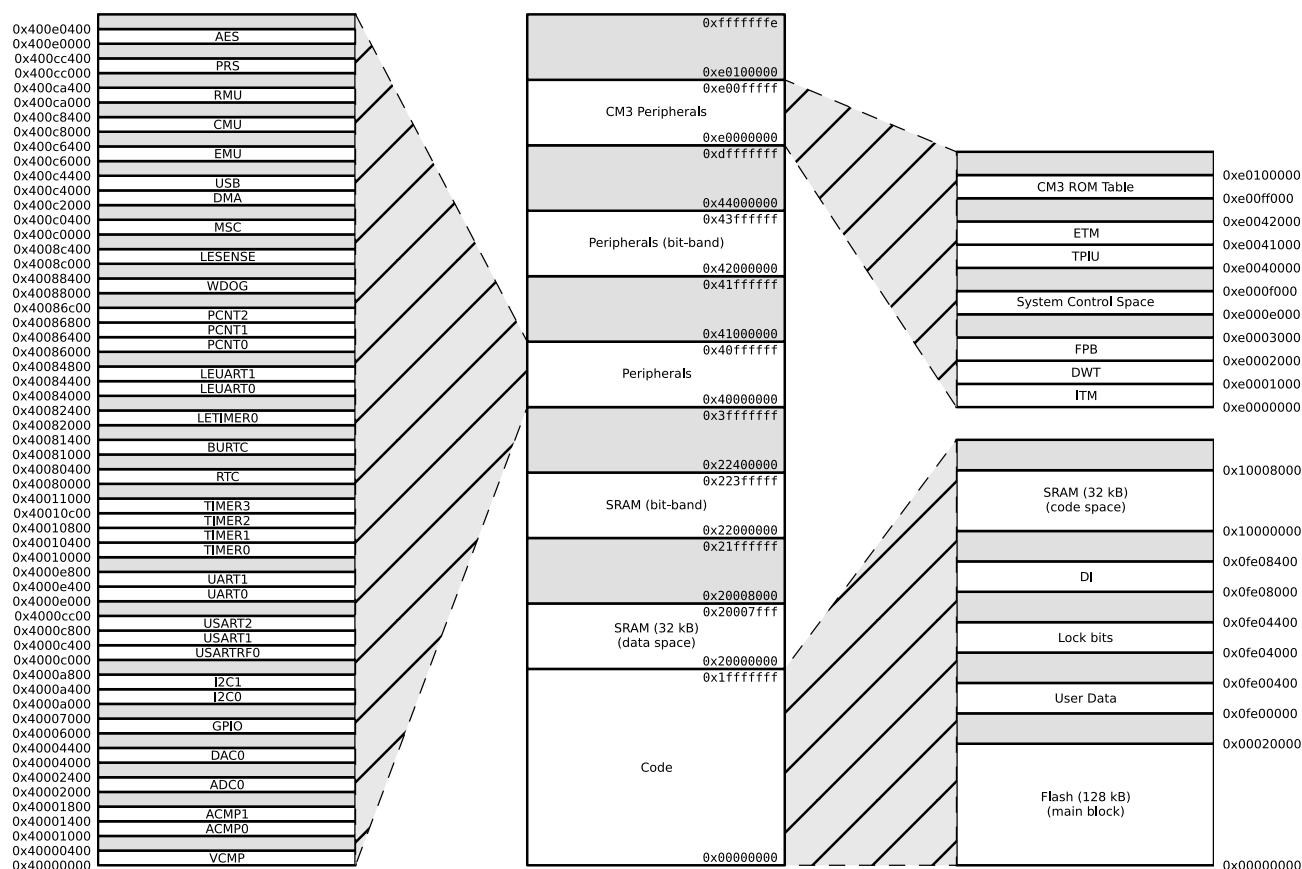 0x400e0400
AES
0x400e0000
0x400cc400
PRS
0x400cc000
0x400ca400
RMU
0x400ca000
0x400c8400
CMU
0x400c8000
0x400c6400
EMU
0x400c6000
0x400c4400
USB
0x400c4000
DMA
0x400c2000
0x400c0400
MSC
0x400c0000
0x4008c400
LESENSE
0x4008c000
0x40088400
WDOG
0x40088000
0x40086c00
PCNT2
0x40086800
PCNT1
0x40086400
PCNT0
0x40086000
0x40084800
LEUART1
0x40084400
LEUART0
0x40084000
0x40082400
LETIMER0
0x40082000
0x40081400
BURTC
0x40081000
0x40080400
RTC
0x40080000
0x40011000
TIMER3
0x40010c00
TIMER2
0x40010800
TIMER1
0x40010400
TIMER0
0x40010000
0x4000e800
UART1
0x4000e400
UART0
0x4000e000
0x4000cc00
USART2
0x4000c800
USART1
0x4000c400
USARTRF0
0x4000c000
0x4000a800
I2C1
0x4000a400
I2C0
0x4000a000
0x40007000
GPIO
0x40006000
0x40004400
DAC0
0x40004000
0x40002400
ADC0
0x40002000
0x40001800
ACMP1
0x40001400
ACMP0
0x40001000
0x40000400
VCMP
0x40000000
0xfffffffe
0xe0100000
0xe00fffff
CM3 Peripherals
0xe0000000
0xdfffffff
0x44000000
0x43ffffff
Peripherals (bit-band)
0x42000000
0x41ffffff
0x41000000
0x40ffffff
Peripherals
0x40000000
0x3fffffff
0x22400000
0x223fffff
SRAM (bit-band)
0x22000000
0x21ffffff
0x20008000
0x20007fff
SRAM (32 kB)
(data space)
0x20000000
0x1fffffff
Code
0x00000000
0xe0100000
CM3 ROM Table
0xe00ff000
0xe0042000
ETM
0xe0041000
TPIU
0xe0040000
0xe000f000
System Control Space
0xe000e000
0xe0003000
FPB
0xe0002000
DWT
0xe0001000
ITM
0xe0000000
0x10008000
SRAM (32 kB)
(code space)
0x10000000
0x0fe08400
DI
0x0fe08000
0x0fe04400
Lock bits
0x0fe04000
0x0fe00400
User Data
0x0fe00000
0x00020000
Flash (128 kB)
(main block)
0x00000000